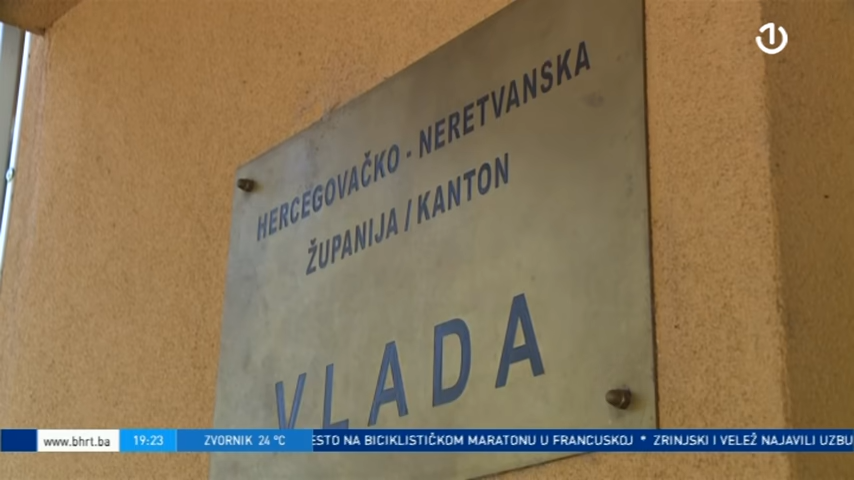 HERCEGOVAČKO - NERETVANSKA
ŽUPANIJA / KANTON
VLADA
www.bhrt.ba 19:23 ZVORNIK 24 °C ESTO NA BICIKLISTIČKOM MARATONU U FRANCUSKOJ * ZRINJSKI I VELEŽ NAJAVILI UZBU